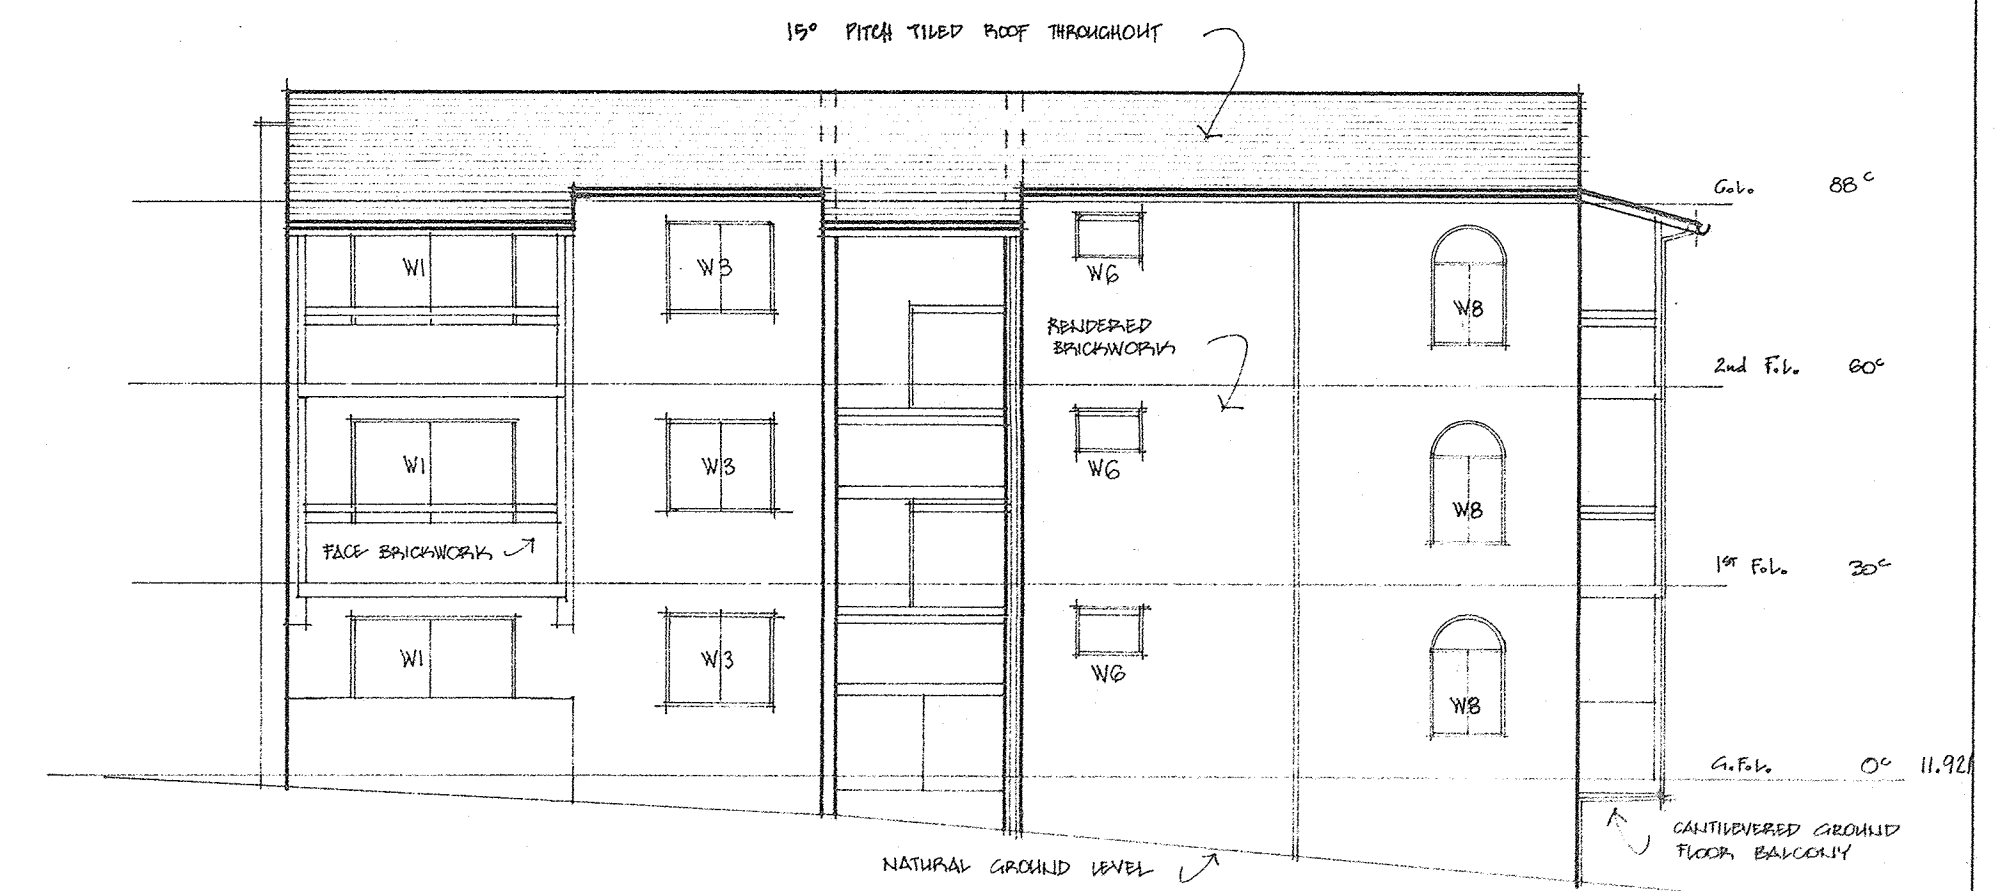 15° PITCH TILED ROOF THROUGHOUT
C.L. 88c
W1 W3 W6 W8
RENDERED
BRICKWORK
2nd F.L. 60c
W1 W3 W6 W8
FACE BRICKWORK
1ST F.L. 30c
W1 W3 W6 W8
G.F.L. 0c 11.921
CANTILEVERED GROUND
FLOOR BALCONY
NATURAL GROUND LEVEL